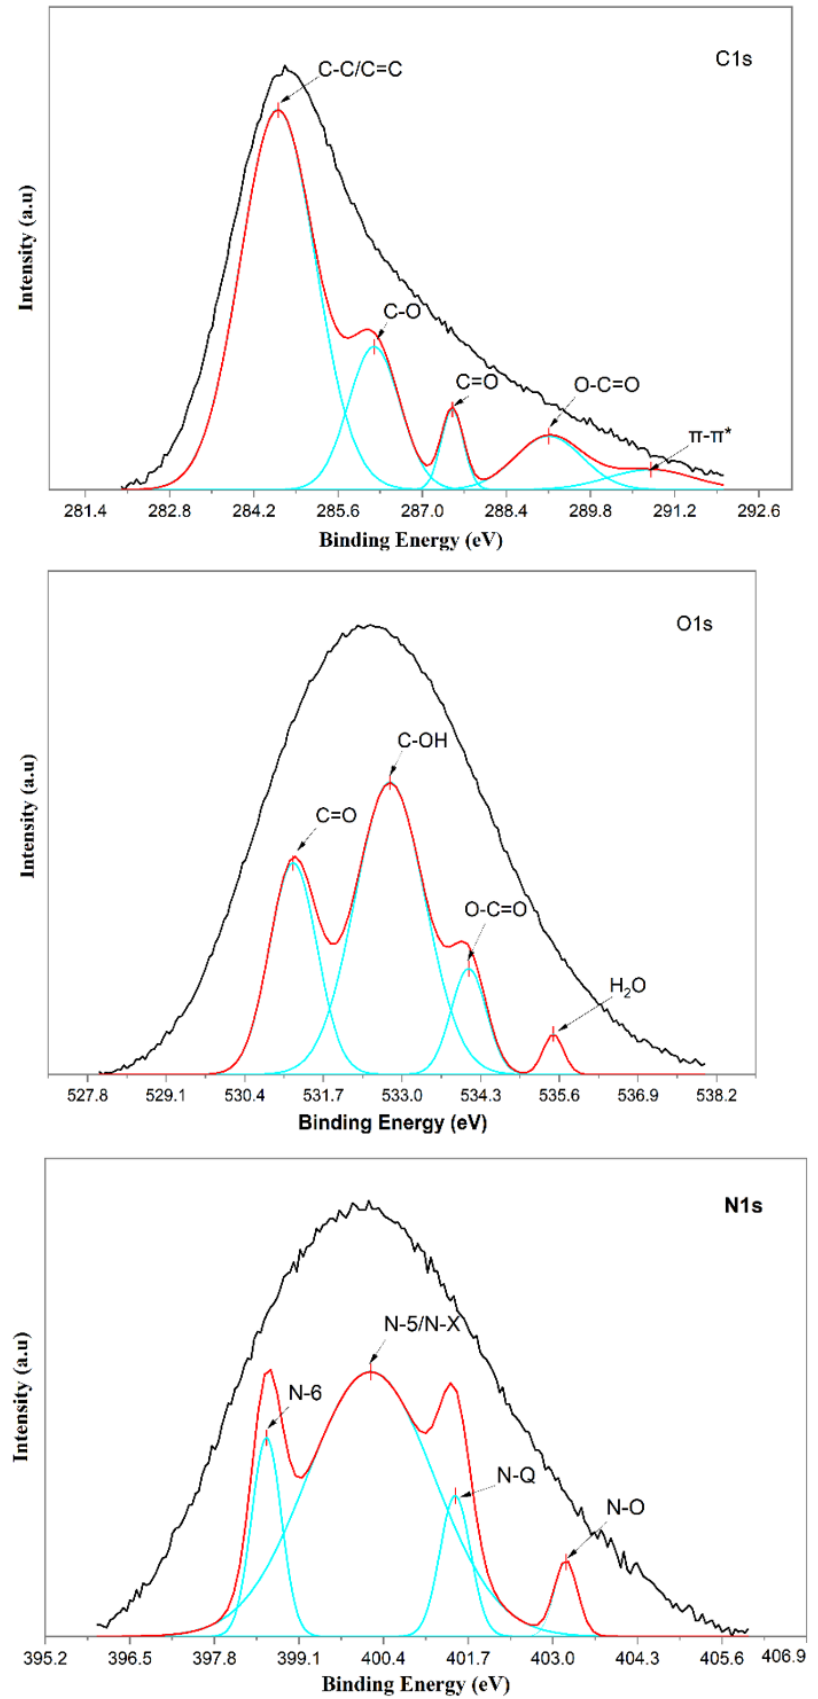 C1s
C-C/C=C
C-O
C=O
O-C=O
π-π*
Intensity (a.u)
281.4 282.8 284.2 285.6 287.0 288.4 289.8 291.2 292.6
Binding Energy (eV)
O1s
C-OH
C=O
O-C=O
H₂O
Intensity (a.u)
527.8 529.1 530.4 531.7 533.0 534.3 535.6 536.9 538.2
Binding Energy (eV)
N1s
N-5/N-X
N-6
N-Q
N-O
Intensity (a.u)
395.2 396.5 397.8 399.1 400.4 401.7 403.0 404.3 405.6 406.9
Binding Energy (eV)